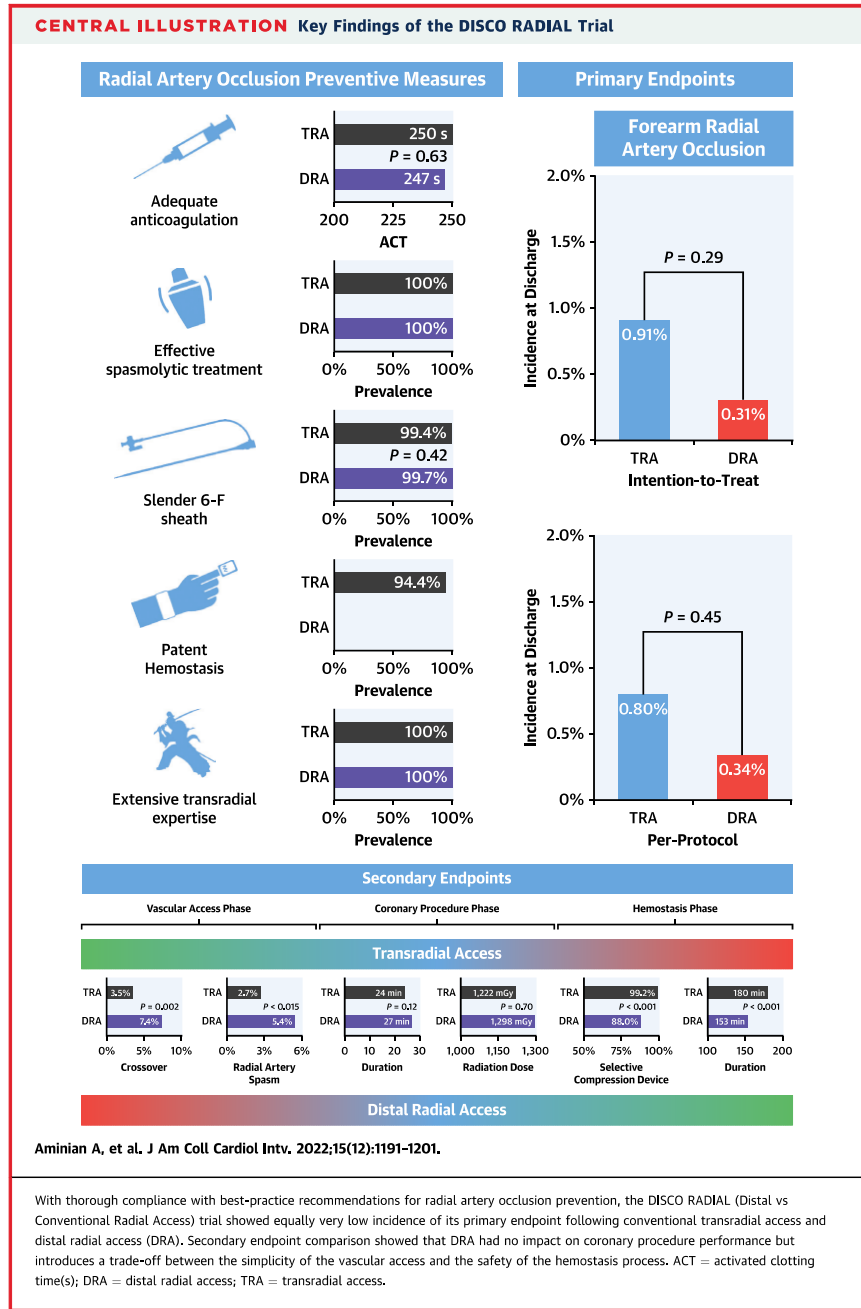 CENTRAL ILLUSTRATION Key Findings of the DISCO RADIAL Trial
Radial Artery Occlusion Preventive Measures
Adequate
anticoagulation
TRA
250 s
P = 0.63
DRA
247 s
200 225 250
ACT
Effective
spasmolytic treatment
TRA
100%
DRA
100%
0% 50% 100%
Prevalence
Slender 6-F
sheath
TRA
99.4%
P = 0.42
DRA
99.7%
0% 50% 100%
Prevalence
Patent
Hemostasis
TRA
94.4%
DRA
0% 50% 100%
Prevalence
Extensive transradial
expertise
TRA
100%
DRA
100%
0% 50% 100%
Prevalence
Primary Endpoints
Forearm Radial
Artery Occlusion
Incidence at Discharge
2.0%
1.5%
1.0%
0.5%
0%
P = 0.29
0.91%
0.31%
TRA DRA
Intention-to-Treat
Incidence at Discharge
2.0%
1.5%
1.0%
0.5%
0%
P = 0.45
0.80%
0.34%
TRA DRA
Per-Protocol
Secondary Endpoints
Vascular Access Phase Coronary Procedure Phase Hemostasis Phase
Transradial Access
TRA
3.5%
P = 0.002
DRA
7.4%
0% 5% 10%
Crossover
TRA
2.7%
P < 0.015
DRA
5.4%
0% 3% 6%
Radial Artery
Spasm
TRA
24 min
P = 0.12
DRA
27 min
0 10 20 30
Duration
TRA
1,222 mGy
P = 0.70
DRA
1,298 mGy
1,000 1,150 1,300
Radiation Dose
TRA
99.2%
P < 0.001
DRA
88.0%
50% 75% 100%
Selective
Compression Device
TRA
180 min
P < 0.001
DRA
153 min
100 200
Duration
Distal Radial Access
Aminian A, et al. J Am Coll Cardiol Intv. 2022;15(12):1191–1201.
With thorough compliance with best-practice recommendations for radial artery occlusion prevention, the DISCO RADIAL (Distal vs
Conventional Radial Access) trial showed equally very low incidence of its primary endpoint following conventional transradial access and
distal radial access (DRA). Secondary endpoint comparison showed that DRA had no impact on coronary procedure performance but
introduces a trade-off between the simplicity of the vascular access and the safety of the hemostasis process. ACT = activated clotting
time(s); DRA = distal radial access; TRA = transradial access.